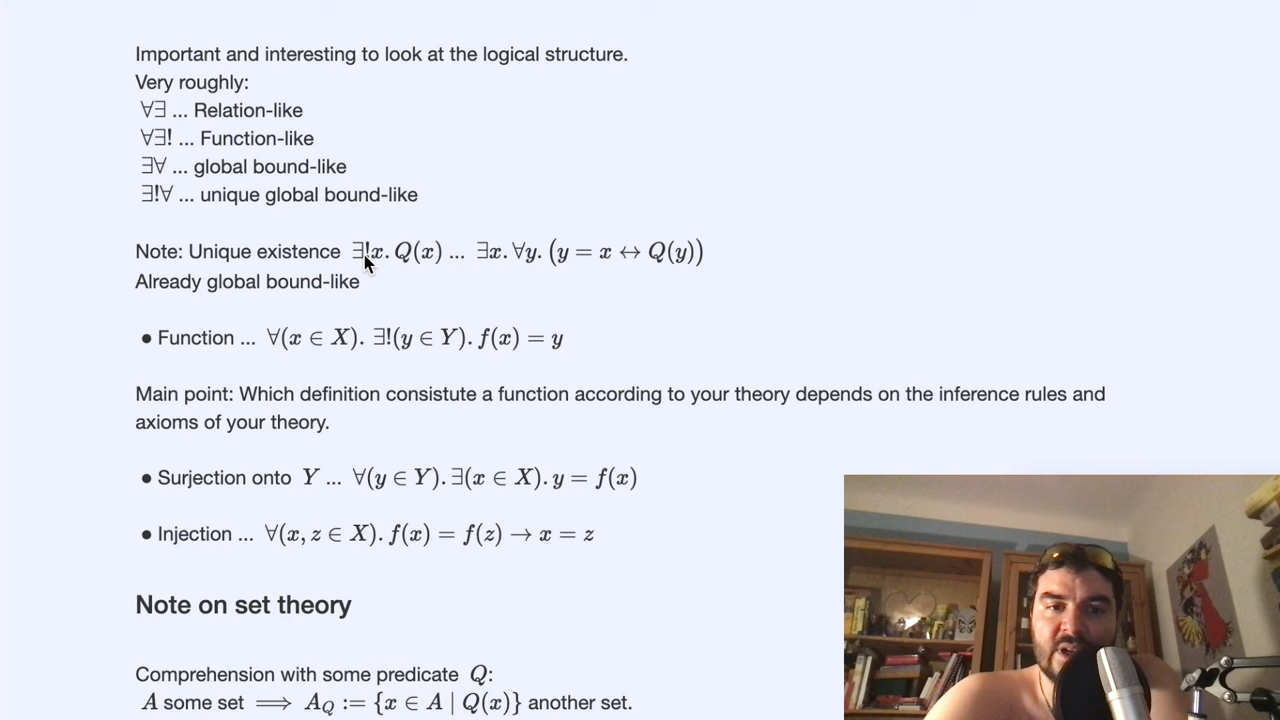 Important and interesting to look at the logical structure.
Very roughly:
∀∃ ... Relation-like
∀∃! ... Function-like
∃∀ ... global bound-like
∃!∀ ... unique global bound-like
Note: Unique existence ∃!x. Q(x) ... ∃x. ∀y. (y = x ↔ Q(y))
Already global bound-like
● Function ... ∀(x ∈ X). ∃!(y ∈ Y). f(x) = y
Main point: Which definition consistute a function according to your theory depends on the inference rules and
axioms of your theory.
● Surjection onto Y ... ∀(y ∈ Y). ∃(x ∈ X). y = f(x)
● Injection ... ∀(x, z ∈ X). f(x) = f(z) → x = z
Note on set theory
Comprehension with some predicate Q:
A some set ⟹ A_Q := {x ∈ A | Q(x)} another set.